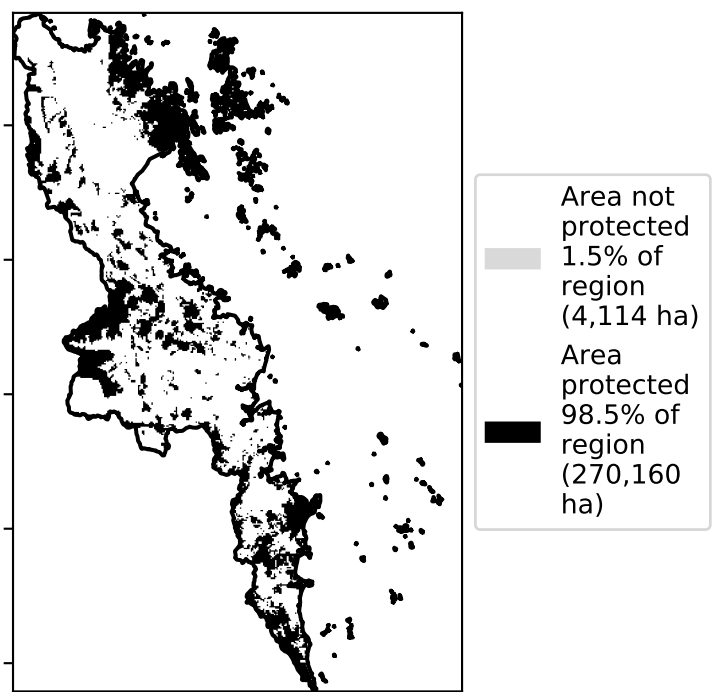 Area not
protected
1.5% of
region
(4,114 ha)
Area
protected
98.5% of
region
(270,160
ha)